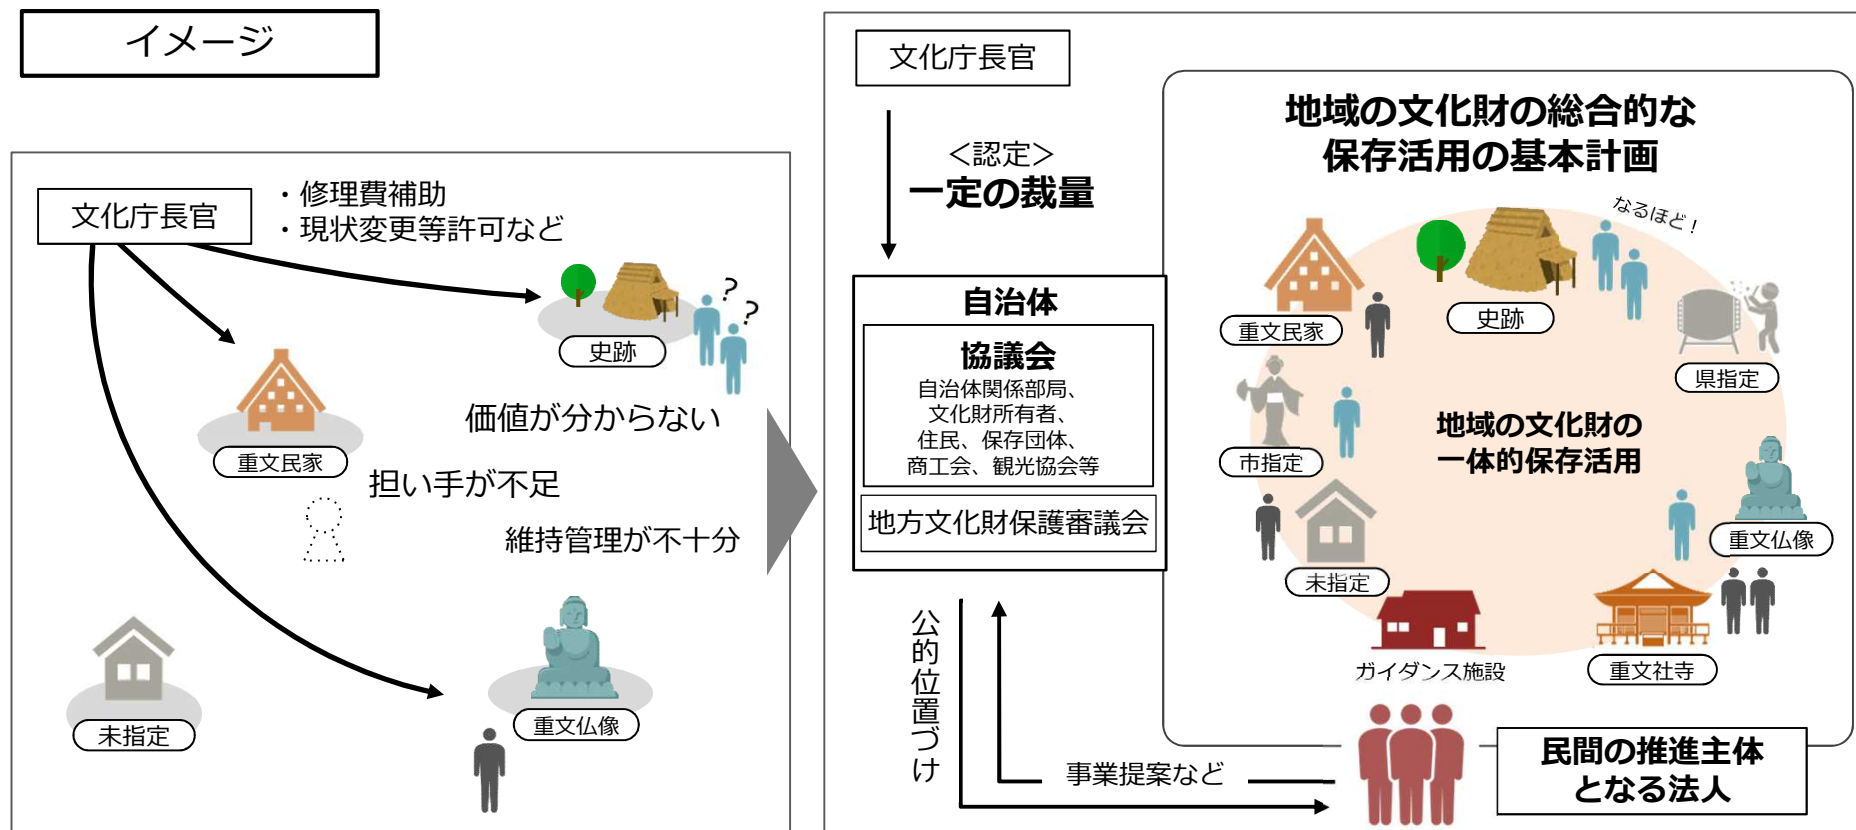 イメージ
文化庁長官
・修理費補助
・現状変更等許可など
史跡
?
?
価値が分からない
重文民家
担い手が不足
維持管理が不十分
未指定
重文仏像
文化庁長官
<認定>
一定の裁量
自治体
協議会
自治体関係部局、
文化財所有者、
住民、保存団体、
商工会、観光協会等
地方文化財保護審議会
公的位置づけ
事業提案など
地域の文化財の総合的な
保存活用の基本計画
なるほど!
重文民家
史跡
県指定
市指定
地域の文化財の
一体的保存活用
未指定
重文仏像
ガイダンス施設
重文社寺
民間の推進主体
となる法人